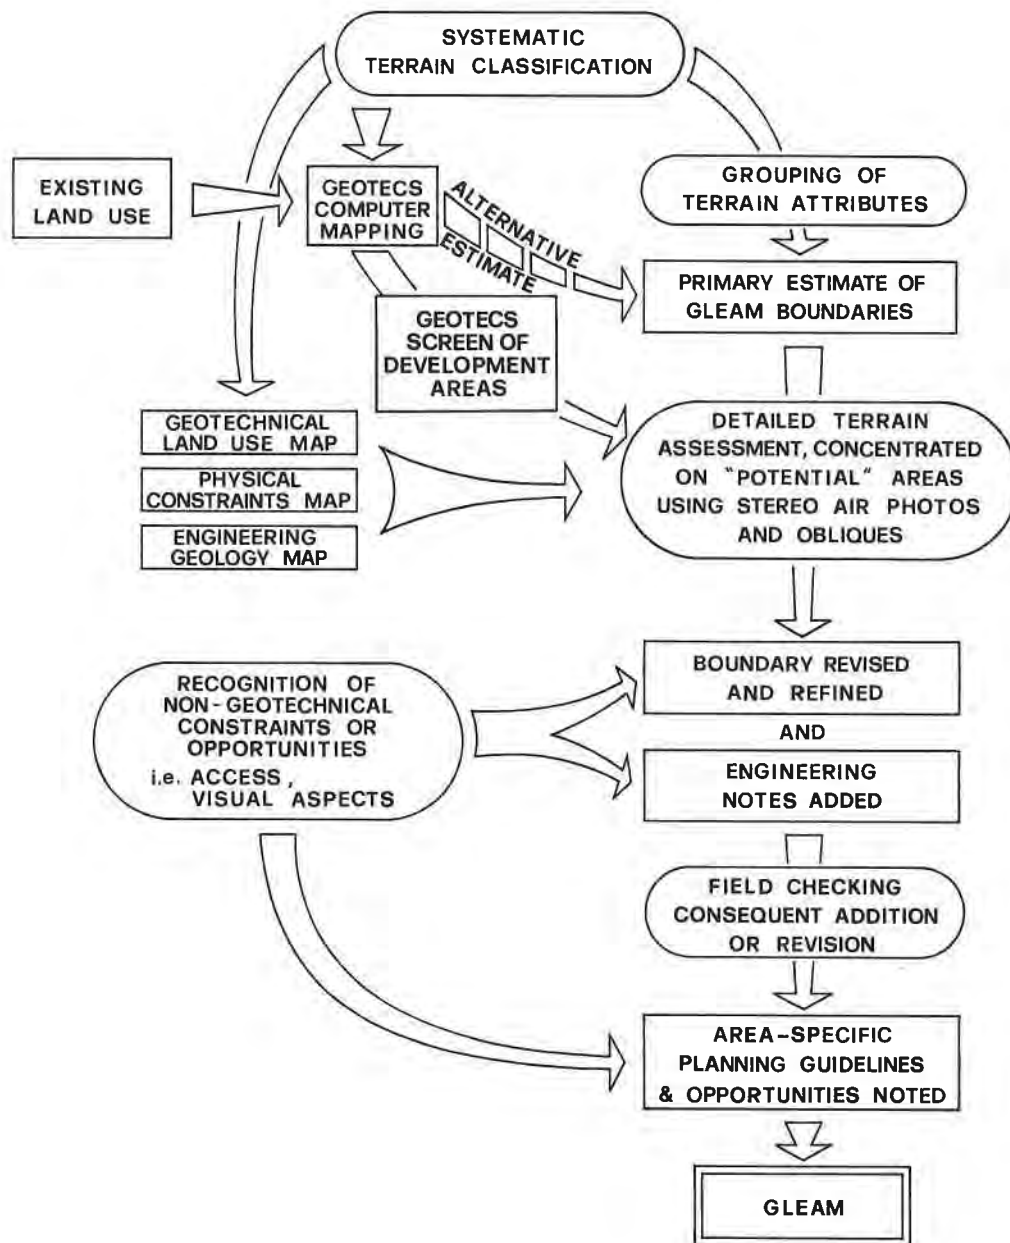 SYSTEMATIC
TERRAIN CLASSIFICATION
EXISTING
LAND USE
GEOTECS
COMPUTER
MAPPING
ALTERNATIVE
ESTIMATE
GROUPING OF
TERRAIN ATTRIBUTES
PRIMARY ESTIMATE OF
GLEAM BOUNDARIES
GEOTECS
SCREEN OF
DEVELOPMENT
AREAS
GEOTECHNICAL
LAND USE MAP
PHYSICAL
CONSTRAINTS MAP
ENGINEERING
GEOLOGY MAP
DETAILED TERRAIN
ASSESSMENT, CONCENTRATED
ON "POTENTIAL" AREAS
USING STEREO AIR PHOTOS
AND OBLIQUES
RECOGNITION OF
NON-GEOTECHNICAL
CONSTRAINTS OR
OPPORTUNITIES
i.e. ACCESS,
VISUAL ASPECTS
BOUNDARY REVISED
AND REFINED
AND
ENGINEERING
NOTES ADDED
FIELD CHECKING
CONSEQUENT ADDITION
OR REVISION
AREA-SPECIFIC
PLANNING GUIDELINES
& OPPORTUNITIES NOTED
GLEAM